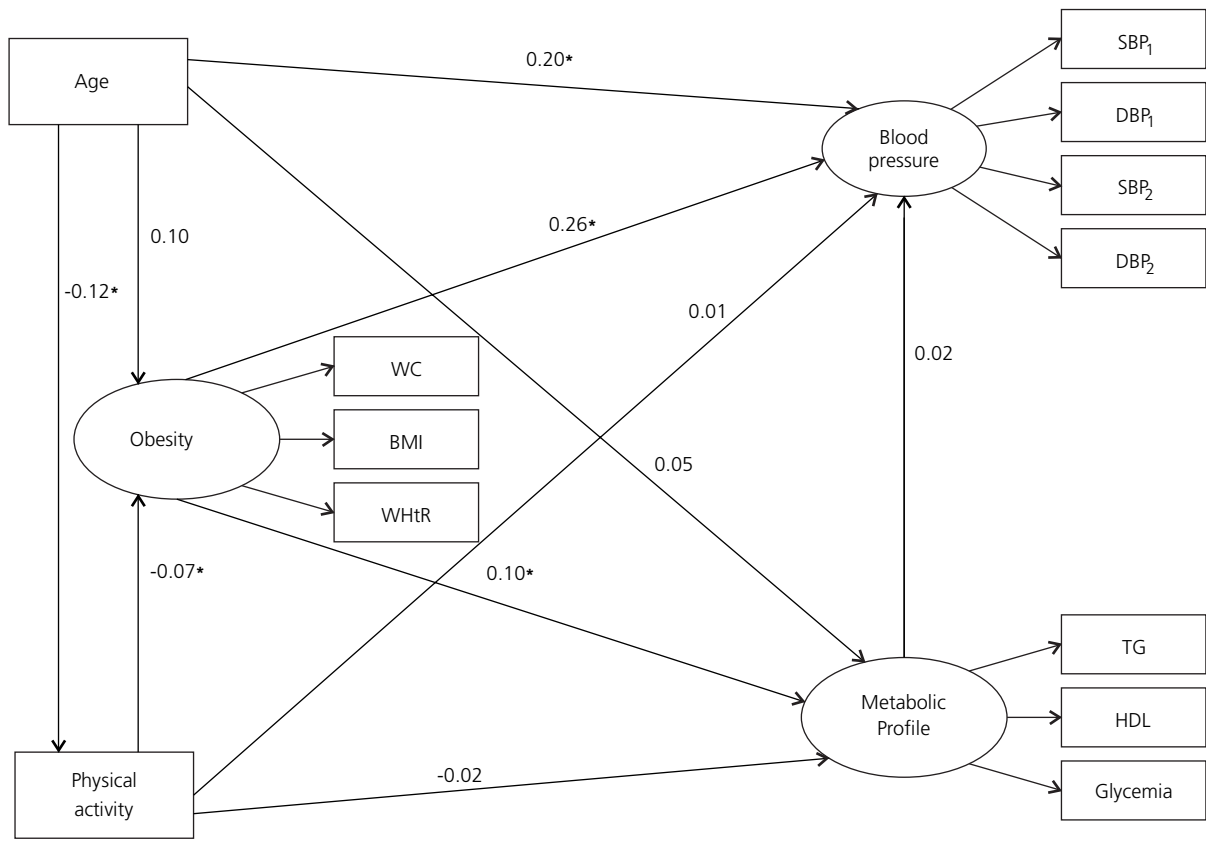 Age
0.20*
SBP1
DBP1
Blood
pressure
SBP2
DBP2
0.26*
0.10
-0.12*
0.01
0.02
WC
Obesity
BMI
0.05
WHtR
-0.07*
0.10*
TG
Metabolic
Profile
HDL
Physical
activity
-0.02
Glycemia